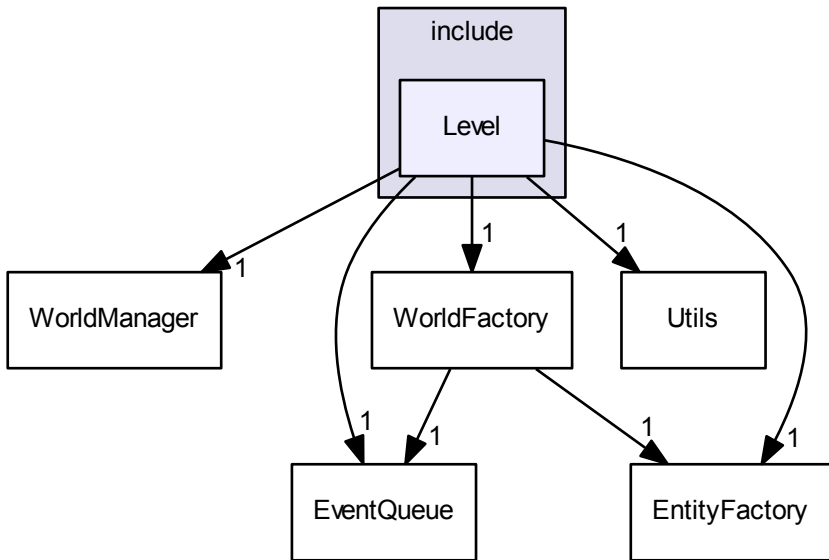 include
Level
1
1
1
WorldManager
WorldFactory
Utils
1
1
1
1
EventQueue
EntityFactory